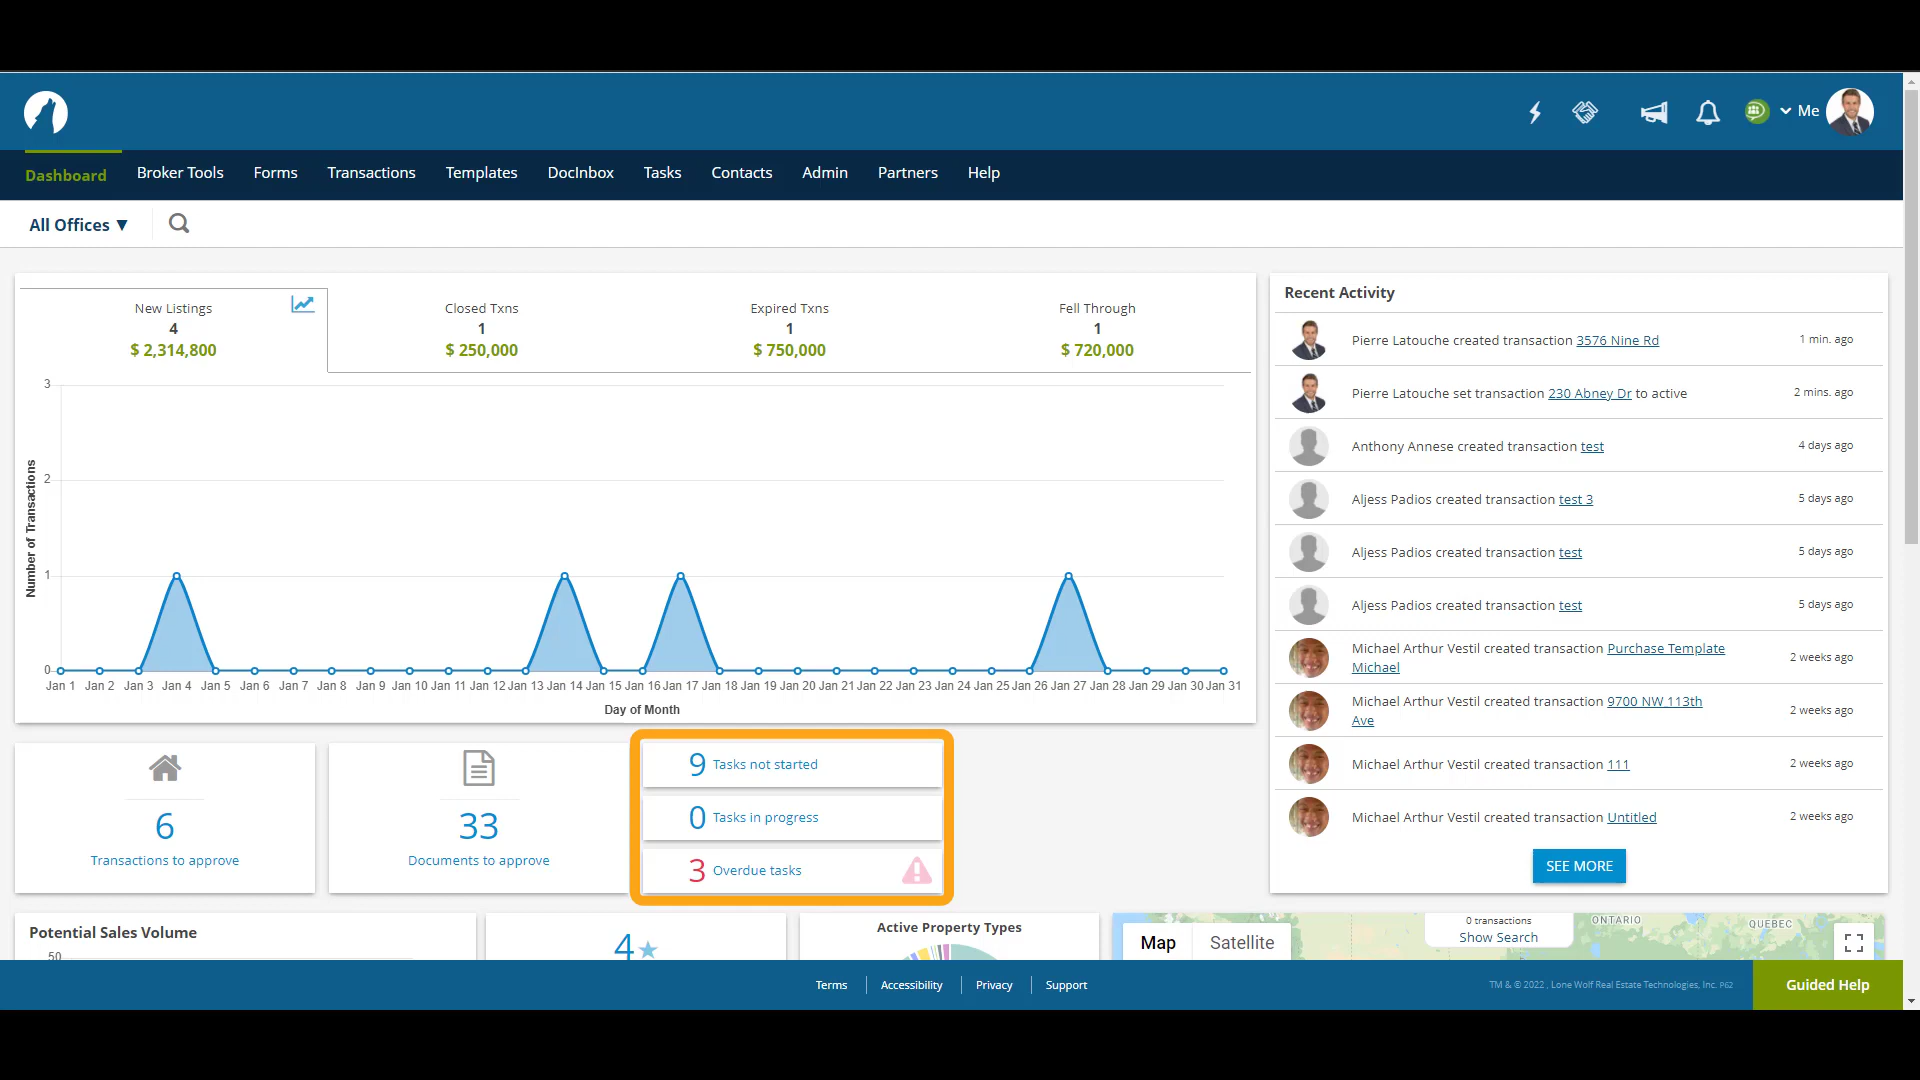 Me
Dashboard
Broker Tools
Forms
Transactions
Templates
DocInbox
Tasks
Contacts
Admin
Partners
Help
All Offices ▼
New Listings
4
$ 2,314,800
Closed Txns
1
$ 250,000
Expired Txns
1
$ 750,000
Fell Through
1
$ 720,000
Number of Transactions
3
2
1
0
Jan 1 Jan 2 Jan 3 Jan 4 Jan 5 Jan 6 Jan 7 Jan 8 Jan 9 Jan 10 Jan 11 Jan 12 Jan 13 Jan 14 Jan 15 Jan 16 Jan 17 Jan 18 Jan 19 Jan 20 Jan 21 Jan 22 Jan 23 Jan 24 Jan 25 Jan 26 Jan 27 Jan 28 Jan 29 Jan 30 Jan 31
Day of Month
Recent Activity
Pierre Latouche created transaction 3576 Nine Rd
1 min. ago
Pierre Latouche set transaction 230 Abney Dr to active
2 mins. ago
Anthony Annese created transaction test
4 days ago
Aljess Padios created transaction test 3
5 days ago
Aljess Padios created transaction test
5 days ago
Aljess Padios created transaction test
5 days ago
Michael Arthur Vestil created transaction Purchase Template
Michael
2 weeks ago
Michael Arthur Vestil created transaction 9700 NW 113th
Ave
2 weeks ago
Michael Arthur Vestil created transaction 111
2 weeks ago
Michael Arthur Vestil created transaction Untitled
2 weeks ago
SEE MORE
6
Transactions to approve
33
Documents to approve
9 Tasks not started
0 Tasks in progress
3 Overdue tasks
Potential Sales Volume
50
4
Active Property Types
Map
Satellite
0 transactions
Show Search
ONTARIO
QUEBEC
Terms
Accessibility
Privacy
Support
TM & © 2022 , Lone Wolf Real Estate Technologies, Inc. P62
Guided Help